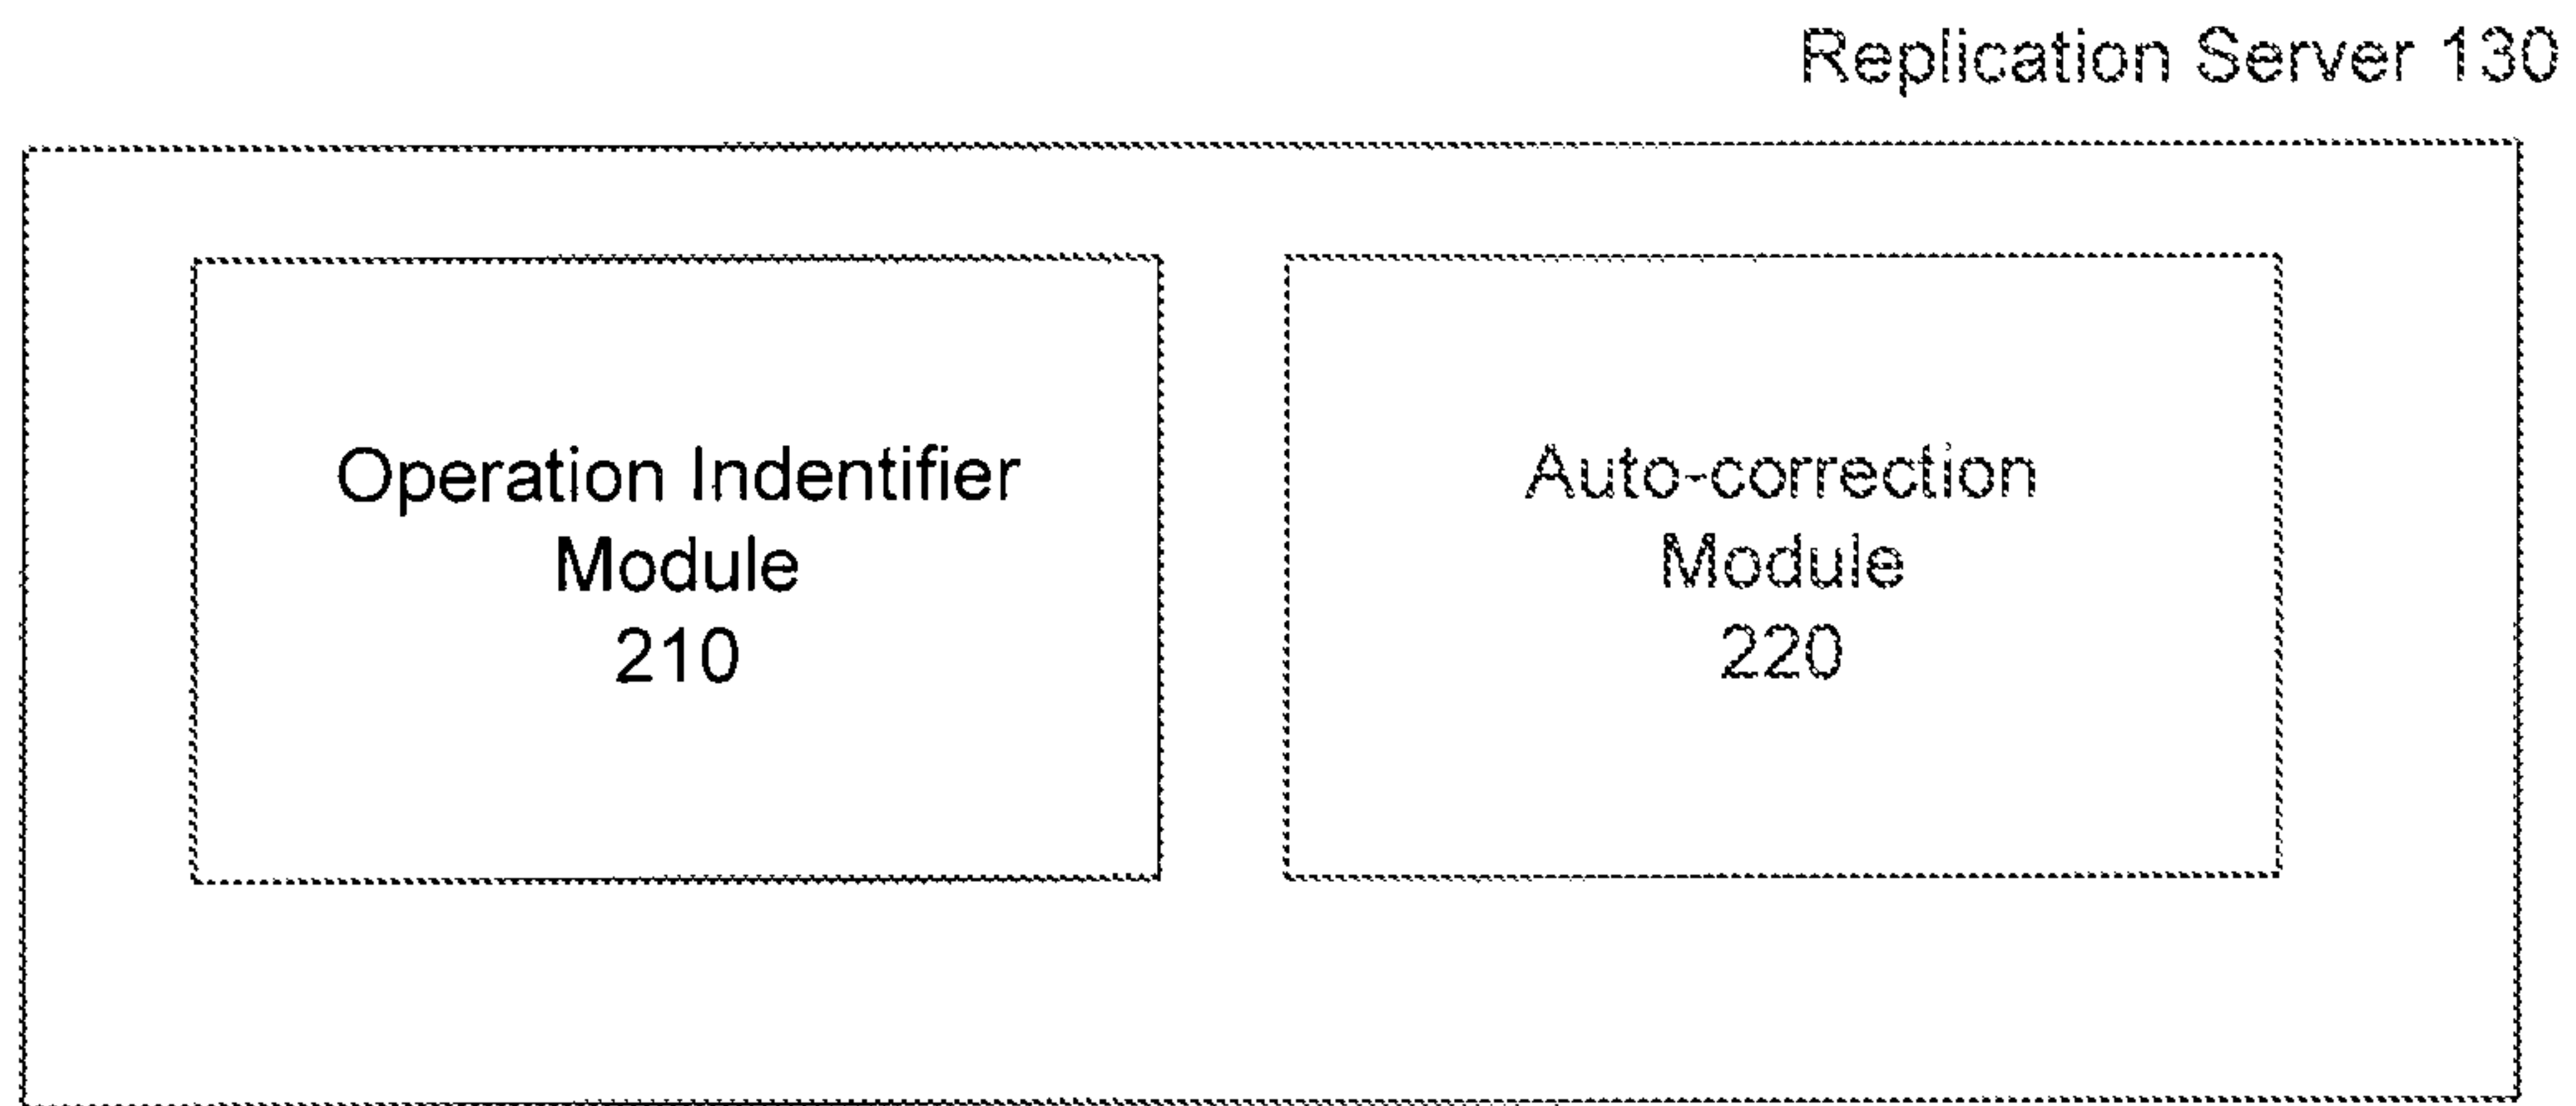 Replication Server 130
Operation Indentifier
Module
210
Auto-correction
Module
220